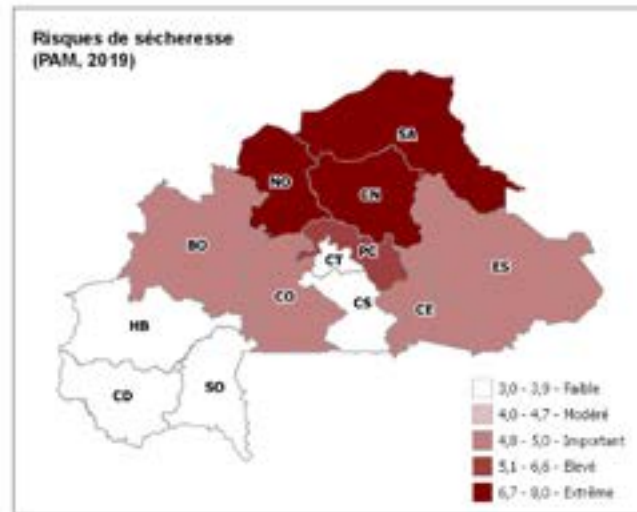 Risques de sécheresse
(PAM, 2019)
SA
NO
CN
BO
PC
CT
ES
CO
CS
CE
HB
CD
SO
3,0 - 3,9 - Faible
4,0 - 4,7 - Modéré
4,8 - 5,0 - Important
5,1 - 6,6 - Elevé
6,7 - 8,0 - Extrême